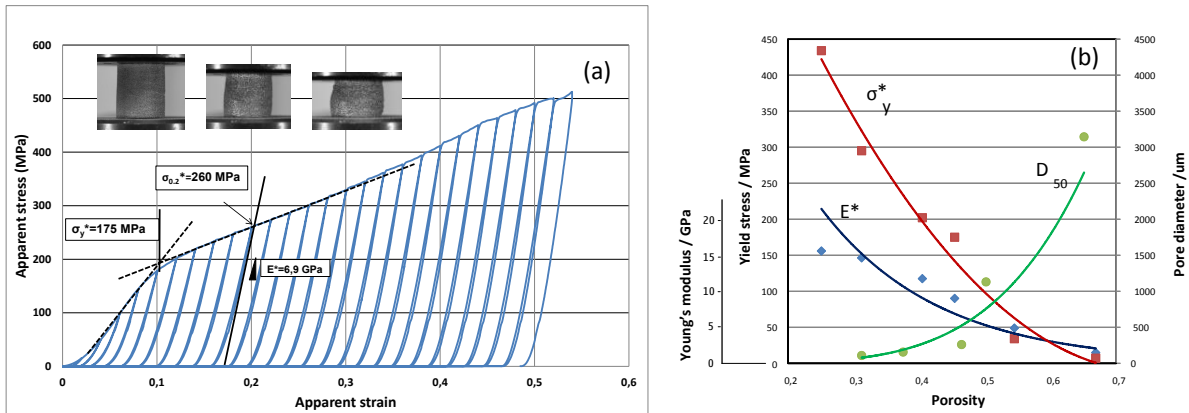 (a)
600
500
400
300
200
100
0
Apparent stress (MPa)
σ0.2*=260 MPa
σy*=175 MPa
E*=6,9 GPa
0 0,1 0,2 0,3 0,4 0,5 0,6
Apparent strain
(b)
20
15
10
5
0
Young's modulus / GPa
450
400
350
300
250
200
150
100
50
0
Yield stress / MPa
σ*y
D50
E*
4500
4000
3500
3000
2500
2000
1500
1000
500
0
Pore diameter /um
0,2 0,3 0,4 0,5 0,6 0,7
Porosity